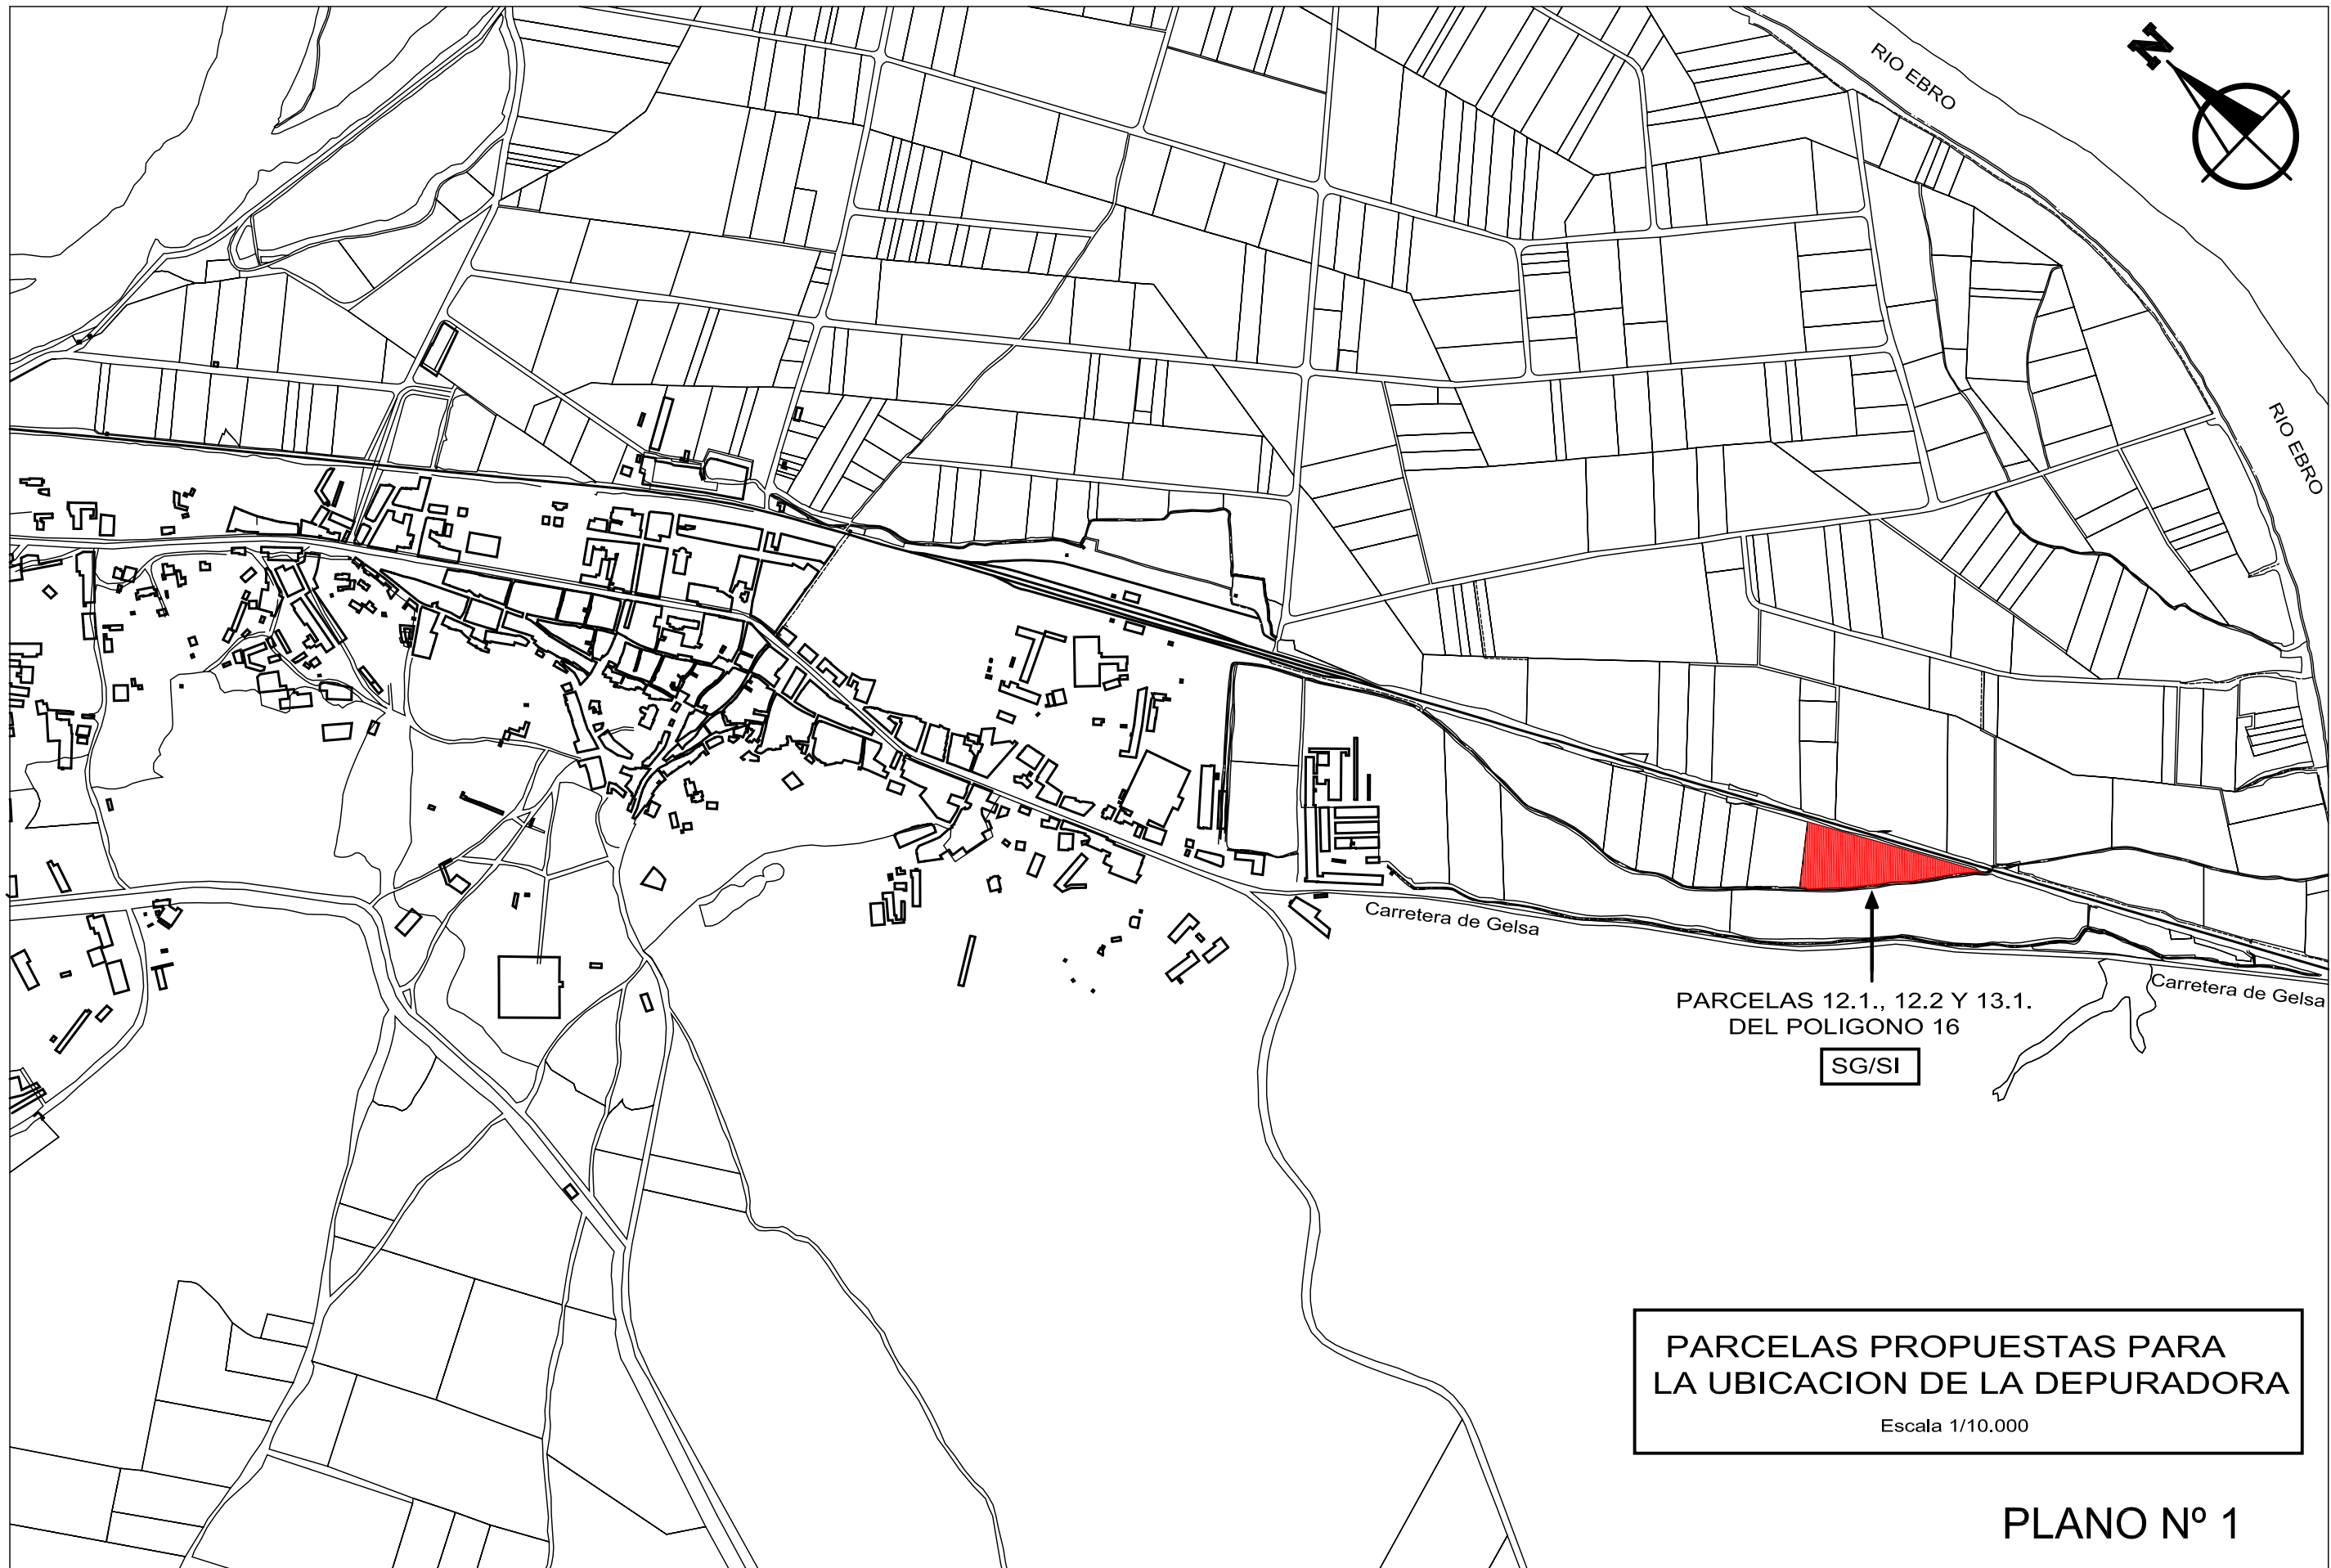 N
RIO EBRO
RIO EBRO
Carretera de Gelsa
Carretera de Gelsa
PARCELAS 12.1., 12.2 Y 13.1.
DEL POLIGONO 16
SG/SI
PARCELAS PROPUESTAS PARA
LA UBICACION DE LA DEPURADORA
Escala 1/10.000
PLANO Nº 1